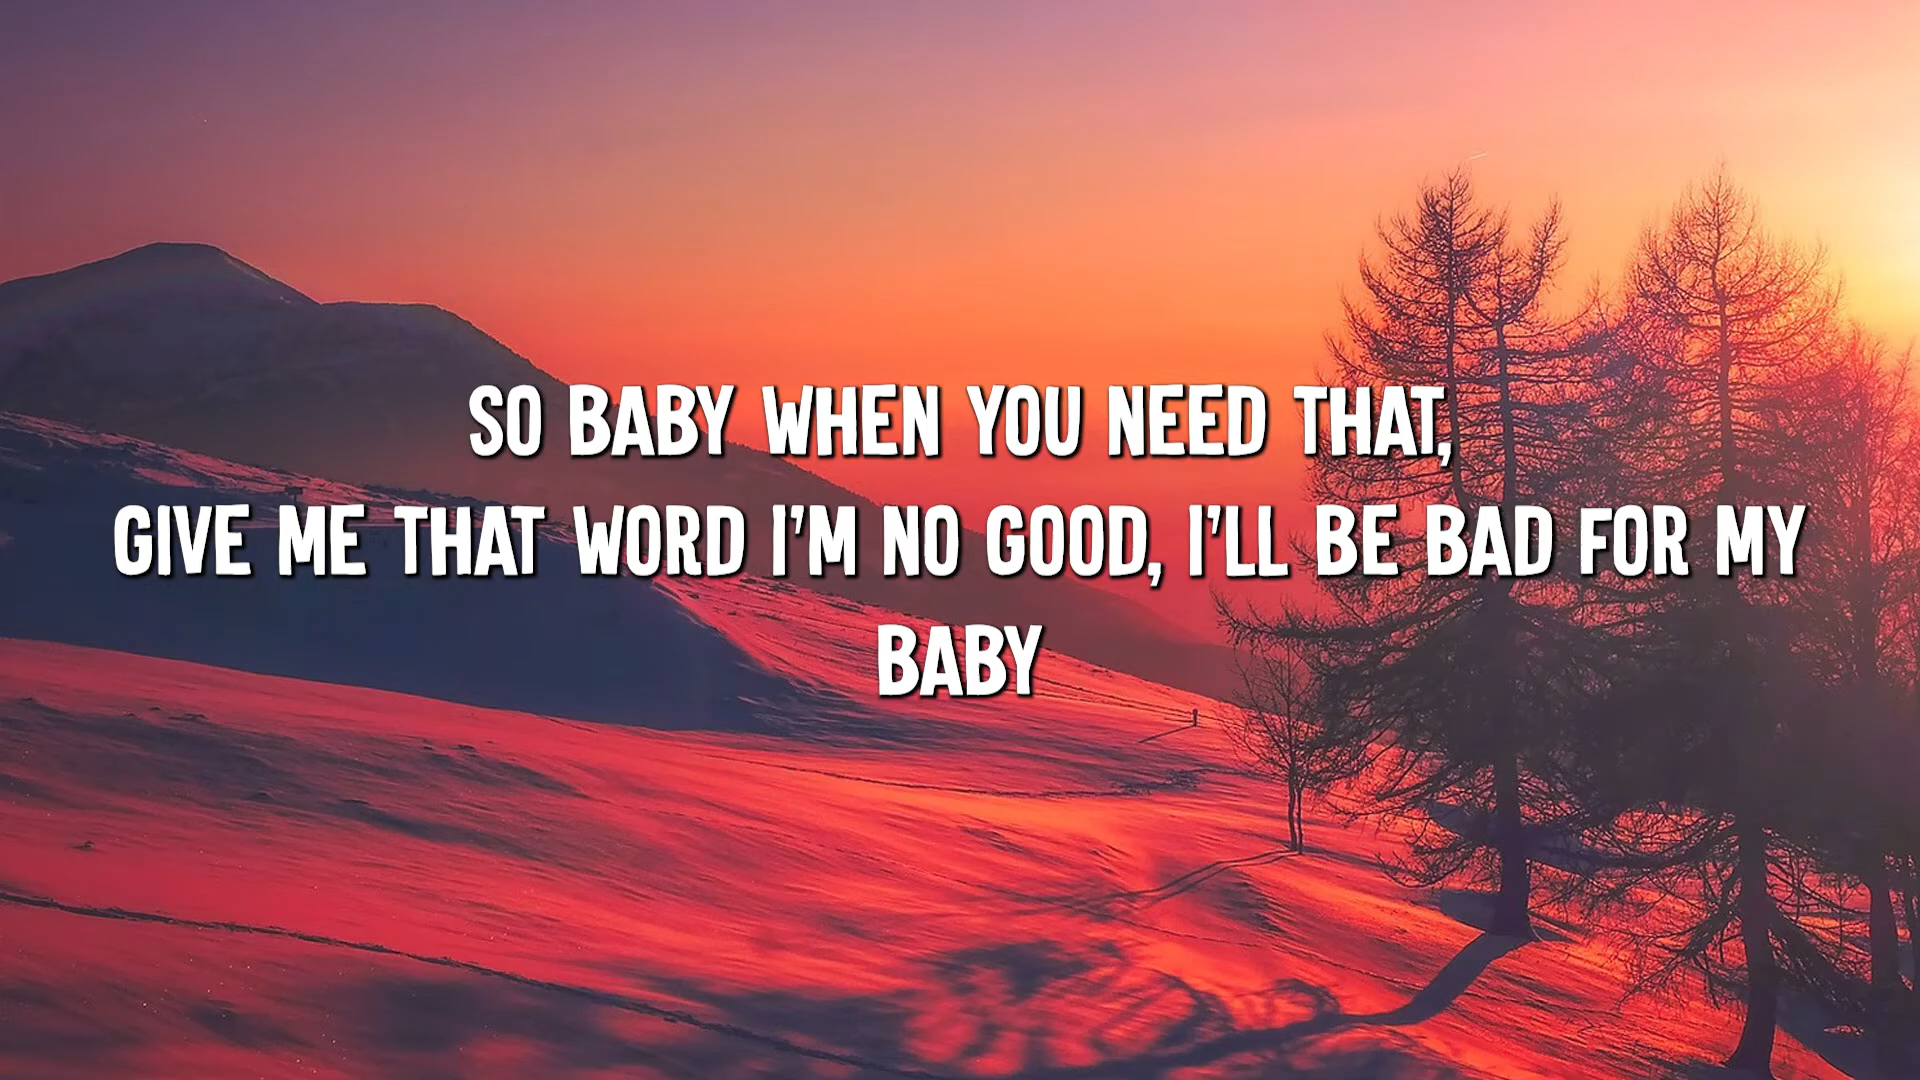 SO BABY WHEN YOU NEED THAT,
GIVE ME THAT WORD I'M NO GOOD, I'LL BE BAD FOR MY
BABY